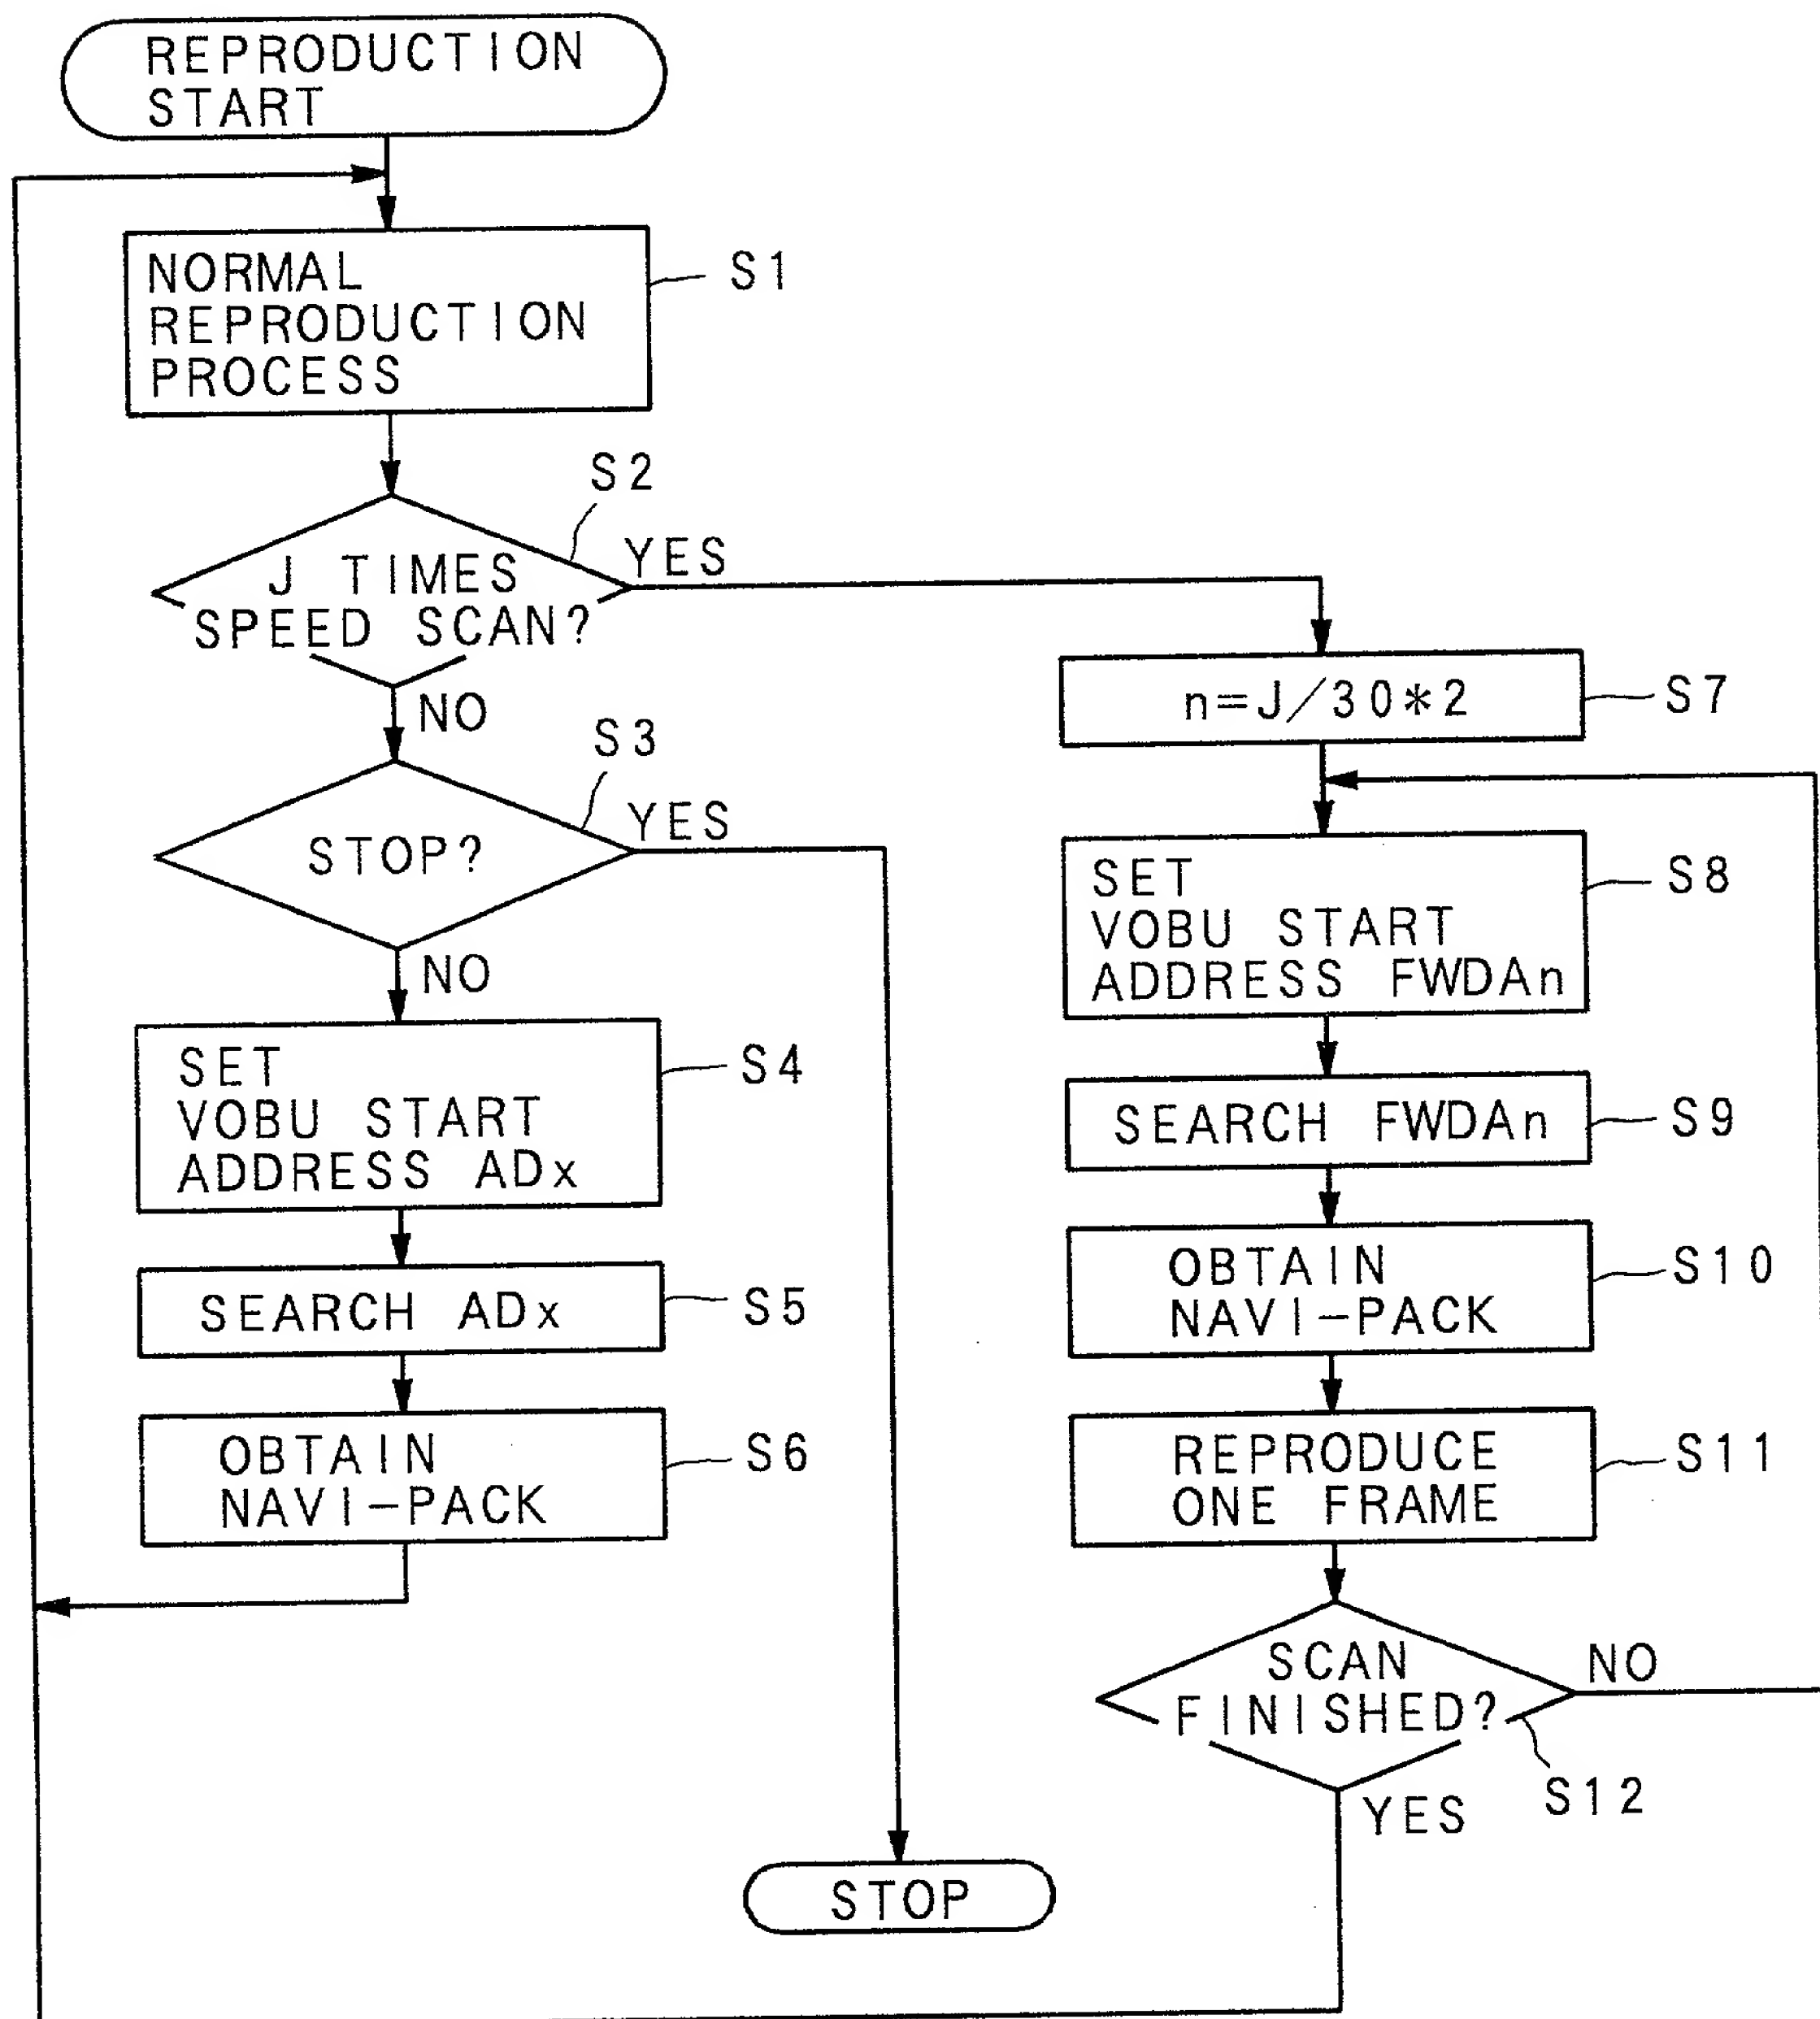 REPRODUCTION
START
NORMAL
REPRODUCTION
PROCESS
S1
J TIMES
SPEED SCAN?
S2
YES
NO
STOP?
S3
YES
NO
SET
VOBU START
ADDRESS ADx
S4
SEARCH ADx
S5
OBTAIN
NAVI-PACK
S6
n=J/30*2
S7
SET
VOBU START
ADDRESS FWDAn
S8
SEARCH FWDAn
S9
OBTAIN
NAVI-PACK
S10
REPRODUCE
ONE FRAME
S11
SCAN
FINISHED?
NO
S12
YES
STOP